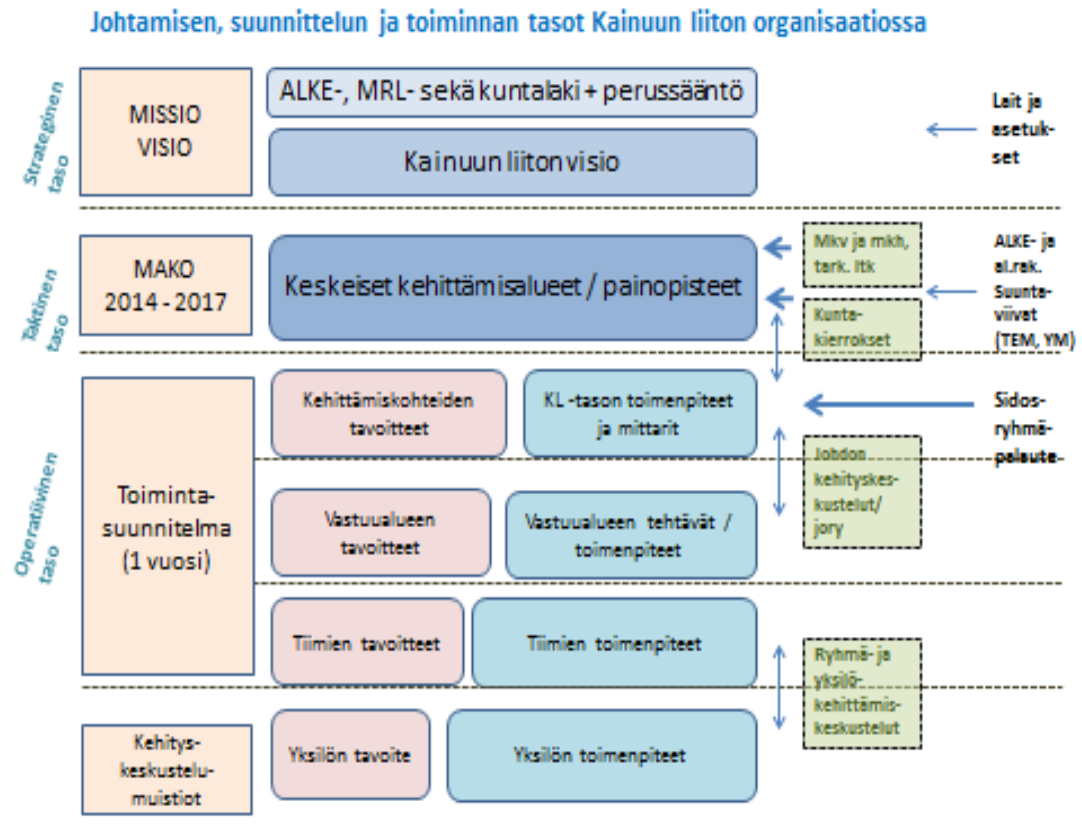 Johtamisen, suunnittelun ja toiminnan tasot Kainuun liiton organisaatiossa
Strateginen
taso
MISSIO
VISIO
ALKE-, MRL- sekä kuntalaki + perussääntö
Kainuun liiton visio
Lait ja
asetuk-
set
Taktinen
taso
MAKO
2014 - 2017
Keskeiset kehittämisalueet / painopisteet
Mkv ja mkh,
tark. ltk
Kunta-
kierrokset
ALKE- ja
al.rak.
Suunta-
viivat
(TEM, YM)
Operatiivinen
taso
Toiminta-
suunnitelma
(1 vuosi)
Kehittämiskohteiden
tavoitteet
KL -tason toimenpiteet
ja mittarit
Sidos-
ryhmä-
palaute
Johdon
kehityskes-
kustelut/
jory
Vastuualueen
tavoitteet
Vastuualueen tehtävät /
toimenpiteet
Tiimien tavoitteet
Tiimien toimenpiteet
Ryhmä- ja
yksilö-
kehittämis-
keskustelut
Kehitys-
keskustelu-
muistiot
Yksilön tavoite
Yksilön toimenpiteet